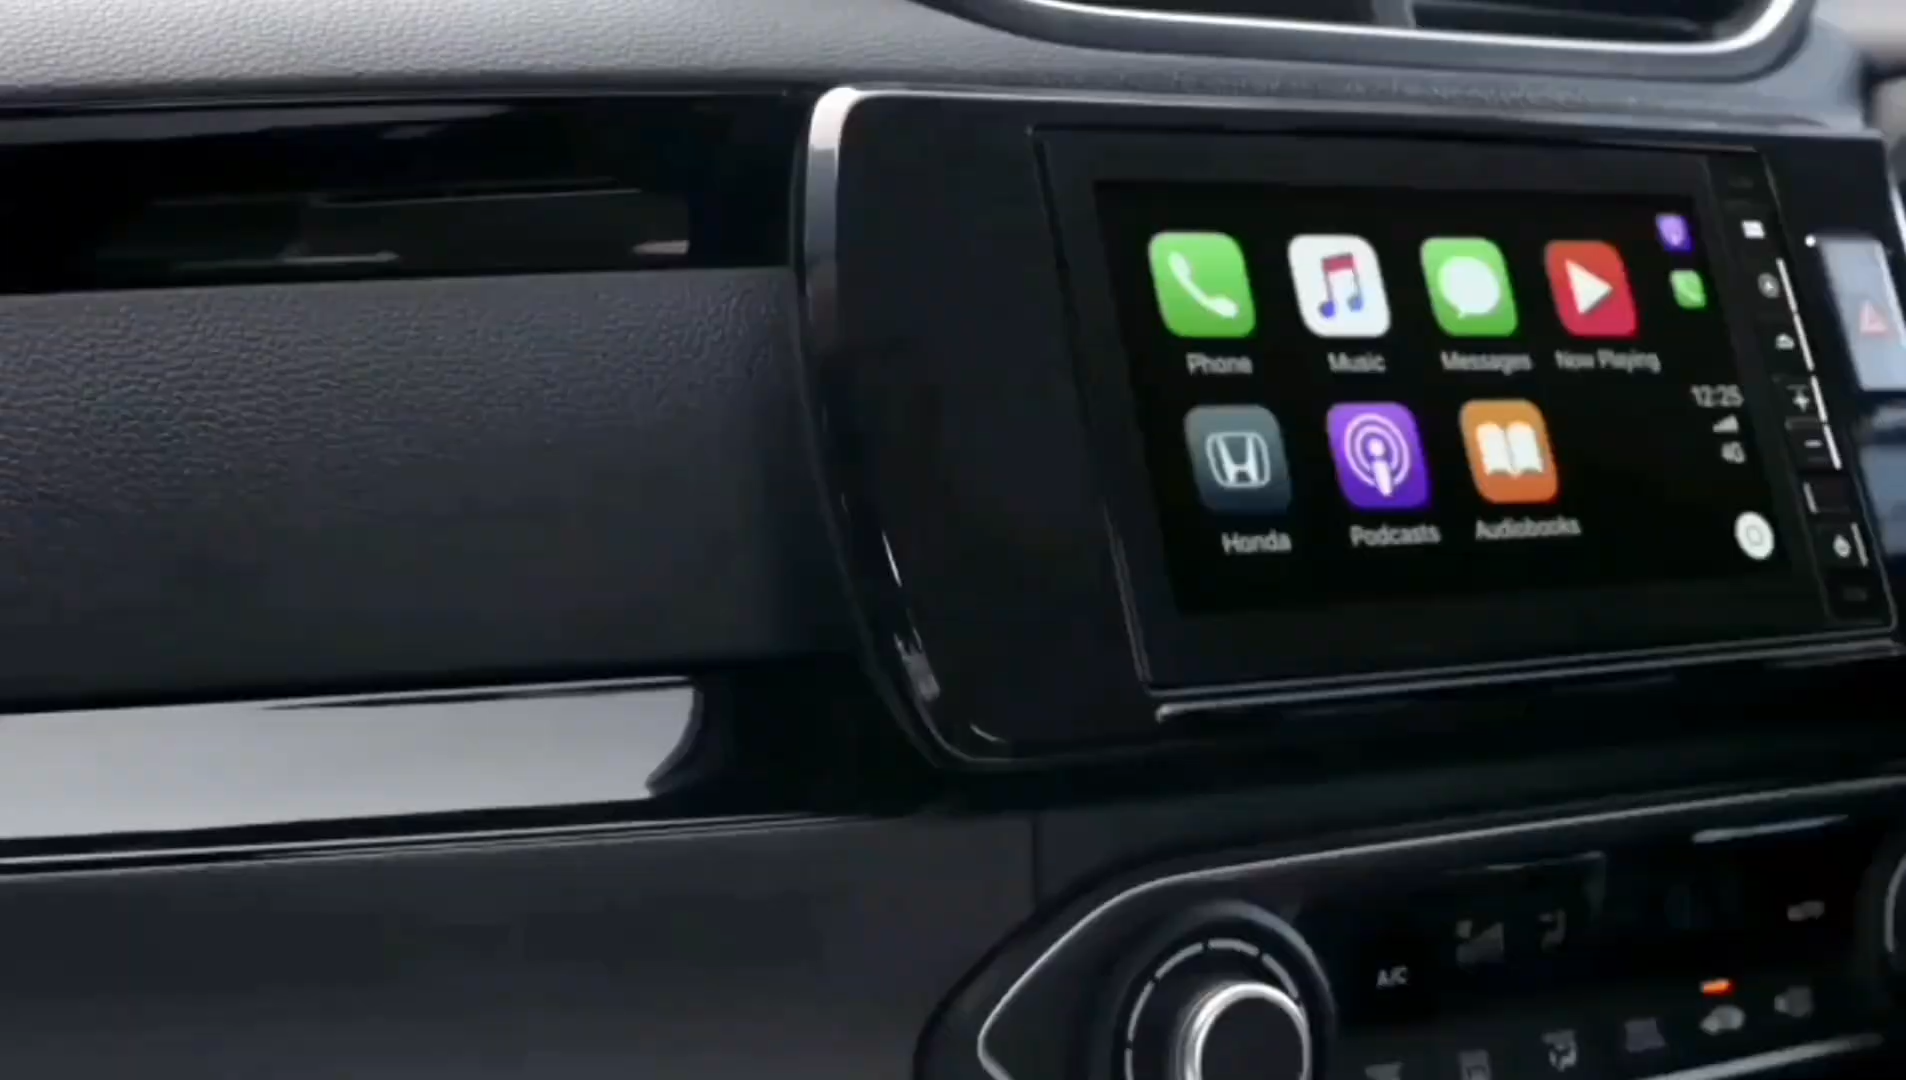 Phone Music Messages Now Playing
12:25
4G
Honda Podcasts Audiobooks
A/C